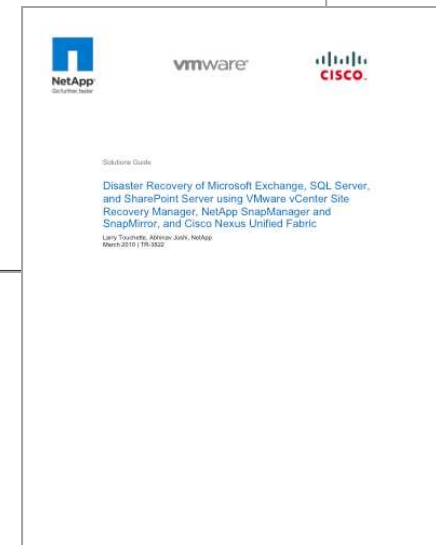 NetApp
Go further, faster
vmware
CISCO.
Solutions Guide
Disaster Recovery of Microsoft Exchange, SQL Server,
and SharePoint Server using VMware vCenter Site
Recovery Manager, NetApp SnapManager and
SnapMirror, and Cisco Nexus Unified Fabric
Larry Touchette, Abhinav Joshi, NetApp
March 2010 | TR-3822